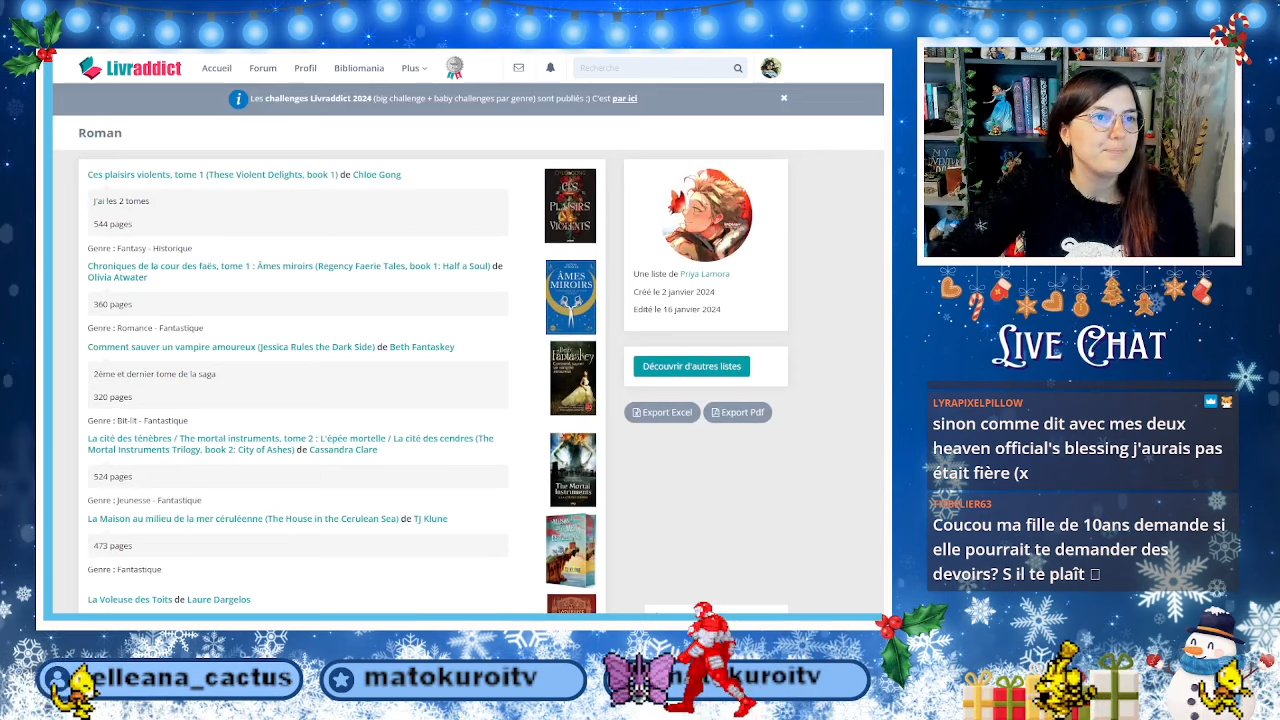 Livraddict
Accueil
Forum
Profil
Bibliomania
Plus
Recherche
Les challenges Livraddict 2024 (big challenge + baby challenges par genre) sont publiés :) C'est par ici
Roman
Ces plaisirs violents, tome 1 (These Violent Delights, book 1) de Chloe Gong
J'ai les 2 tomes
544 pages
Genre : Fantasy - Historique
Chroniques de la cour des faës, tome 1 : Âmes miroirs (Regency Faerie Tales, book 1: Half a Soul) de
Olivia Atwater
360 pages
Genre : Romance - Fantastique
Comment sauver un vampire amoureux (Jessica Rules the Dark Side) de Beth Fantaskey
2ème et dernier tome de la saga
320 pages
Genre : Bit-lit - Fantastique
La cité des ténèbres / The mortal instruments, tome 2 : L'épée mortelle / La cité des cendres (The
Mortal Instruments Trilogy, book 2: City of Ashes) de Cassandra Clare
524 pages
Genre : Jeunesse - Fantastique
La Maison au milieu de la mer céruléenne (The House in the Cerulean Sea) de TJ Klune
473 pages
Genre : Fantastique
La Voleuse des Toits de Laure Dargelos
CES
PLAISIRS
VIOLENTS
ÂMES
MIROIRS
Fantaskey
The Mortal
Instruments
Une liste de Priya Lamora
Créé le 2 janvier 2024
Edité le 16 janvier 2024
Découvrir d'autres listes
Export Excel
Export Pdf
LIVE CHAT
LYRAPIXELPILLOW
sinon comme dit avec mes deux
heaven official's blessing j'aurais pas
était fière (x
Coucou ma fille de 10ans demande si
elle pourrait te demander des
devoirs? S il te plaît
elleana_cactus
matokuroitv
matokuroitv